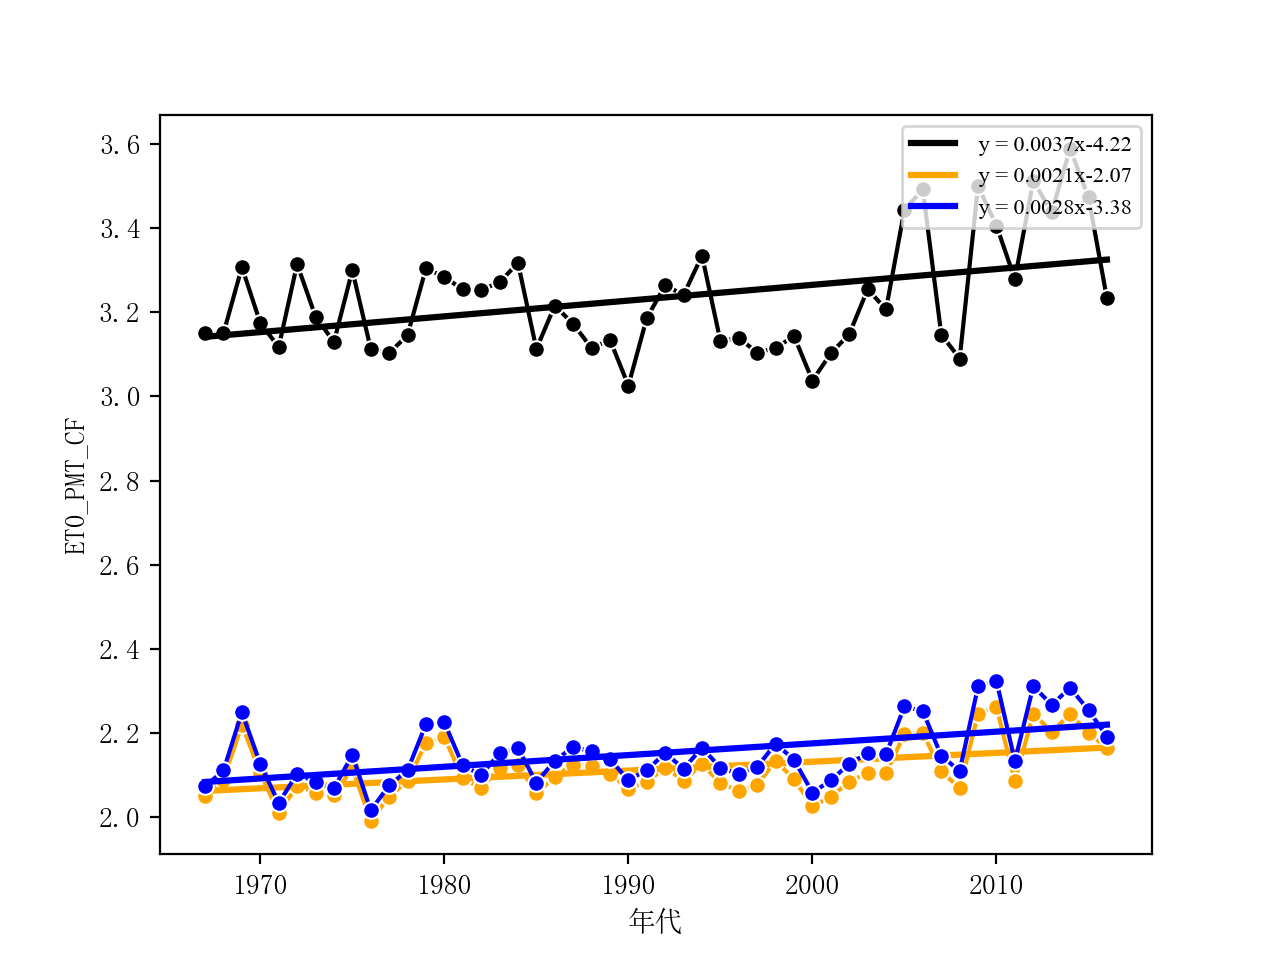 3.6
3.4
3.2
3.0
2.8
2.6
2.4
2.2
2.0
ETO_PMT_CF
y = 0.0037x-4.22
y = 0.0021x-2.07
y = 0.0028x-3.38
1970 1980 1990 2000 2010
年代